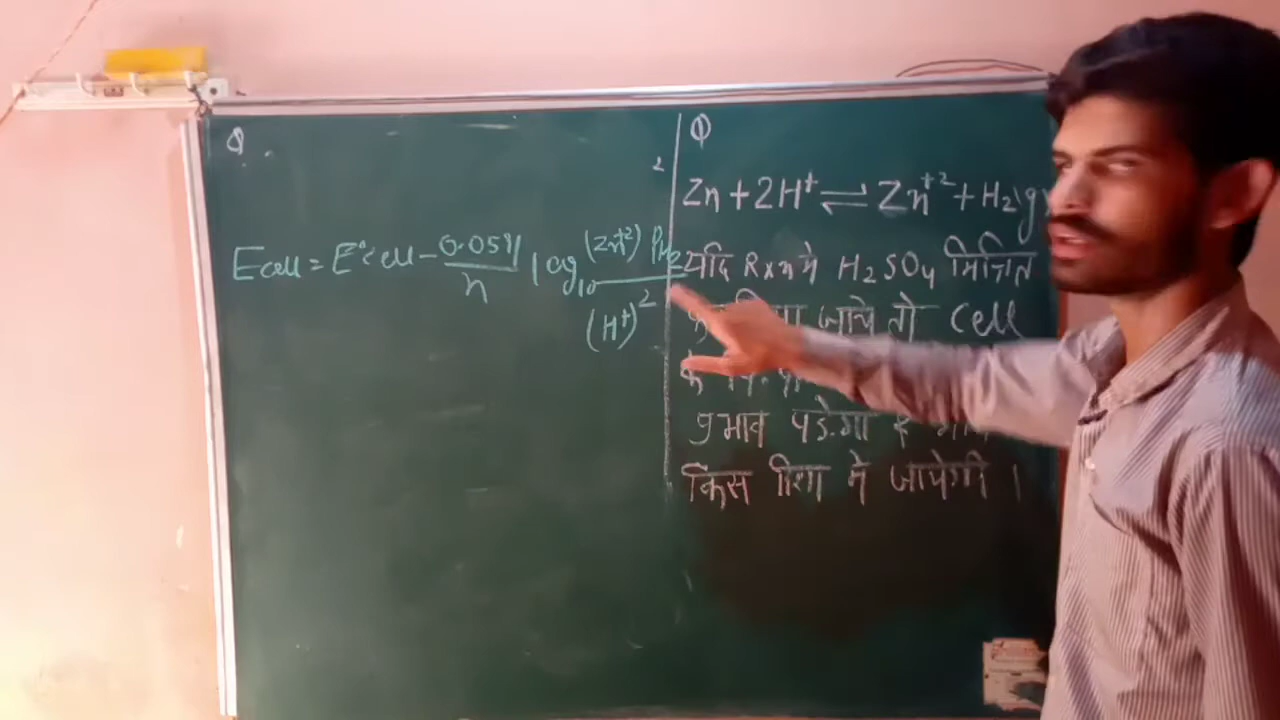 Q
Ecell = E°cell - 0.0591/n log10 (Zn+2) PH2/(H+)2
2
Q
Zn + 2H+ ⇌ Zn+2 + H2(g)
यदि Rxn मे H2SO4 मिश्रित
जाये तो Cell
के
प्रभाव पडेगा
किस दिशा मे जायेगी ।